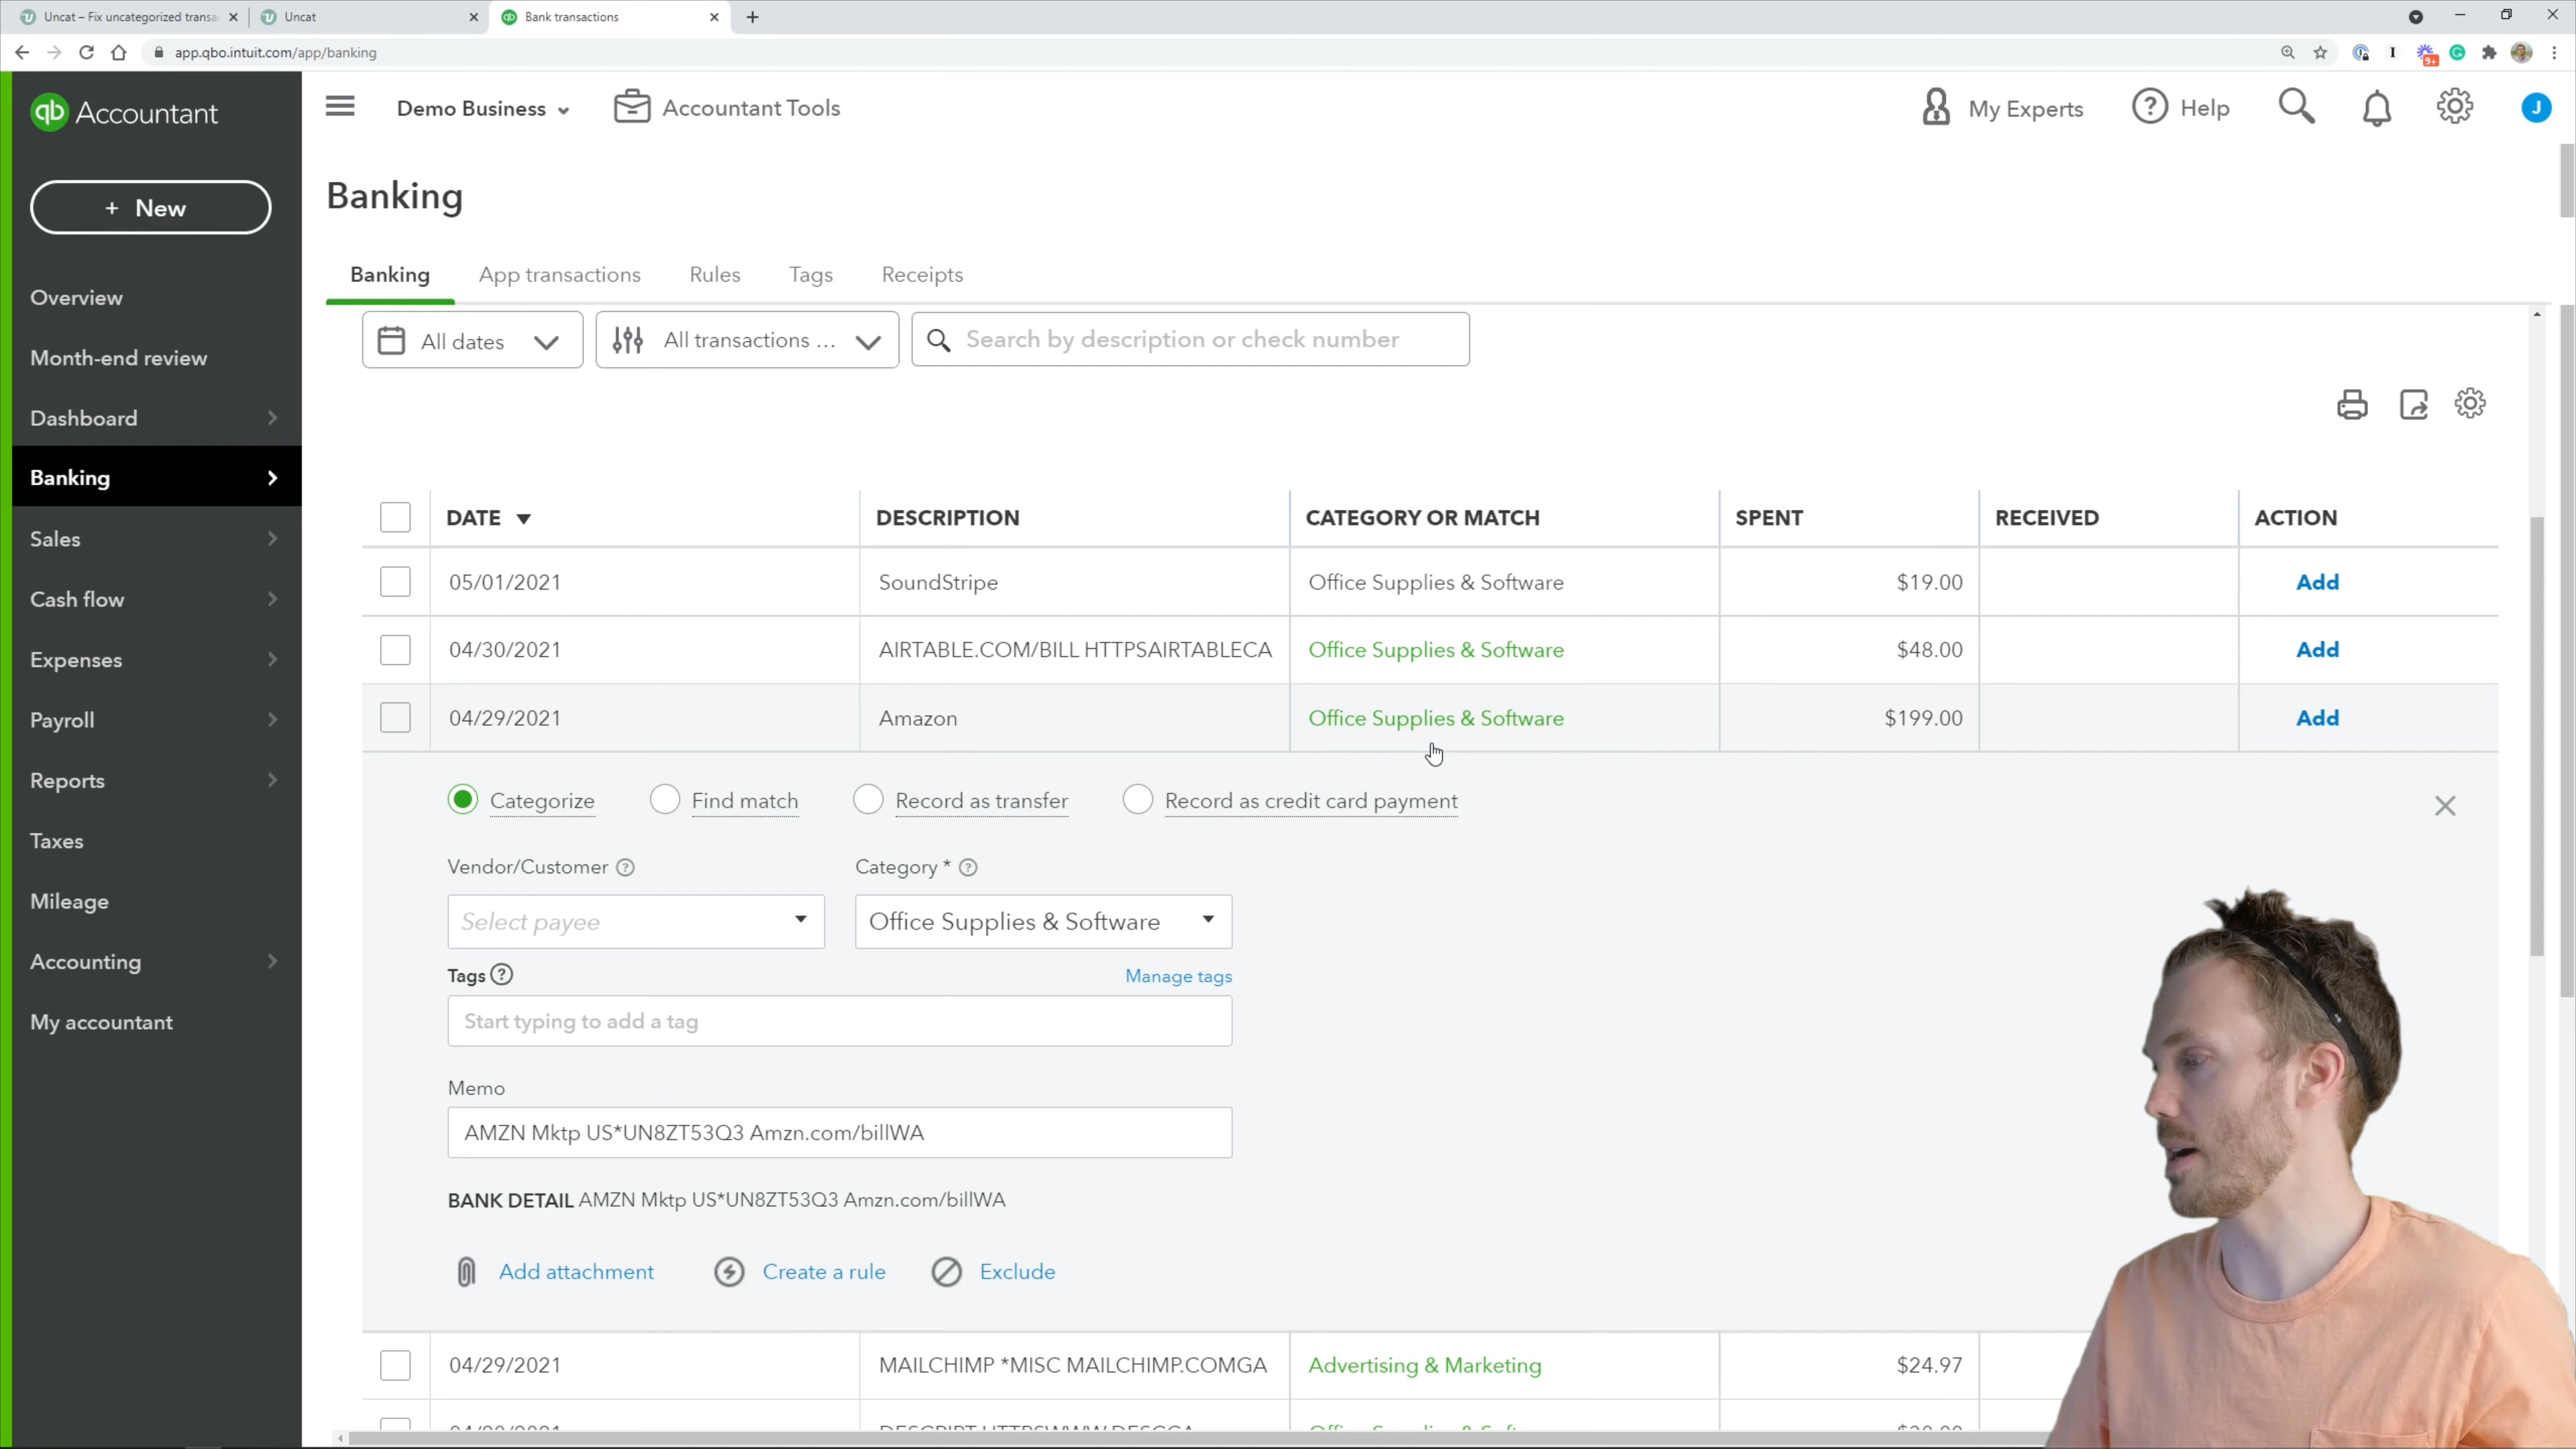 Uncat – Fix uncategorized transa
Uncat
Bank transactions
app.qbo.intuit.com/app/banking
9+
qb Accountant
Demo Business
Accountant Tools
My Experts
Help
J
+ New
Banking
Overview
Month-end review
Dashboard
Banking
Sales
Cash flow
Expenses
Payroll
Reports
Taxes
Mileage
Accounting
My accountant
Banking App transactions Rules Tags Receipts
All dates
All transactions ...
Search by description or check number
DATE DESCRIPTION CATEGORY OR MATCH SPENT RECEIVED ACTION
05/01/2021 SoundStripe Office Supplies & Software $19.00 Add
04/30/2021 AIRTABLE.COM/BILL HTTPSAIRTABLECA Office Supplies & Software $48.00 Add
04/29/2021 Amazon Office Supplies & Software $199.00 Add
Categorize Find match Record as transfer Record as credit card payment
Vendor/Customer ? Category * ?
Select payee Office Supplies & Software
Tags ? Manage tags
Start typing to add a tag
Memo
AMZN Mktp US*UN8ZT53Q3 Amzn.com/billWA
BANK DETAIL AMZN Mktp US*UN8ZT53Q3 Amzn.com/billWA
Add attachment Create a rule Exclude
04/29/2021 MAILCHIMP *MISC MAILCHIMP.COMGA Advertising & Marketing $24.97